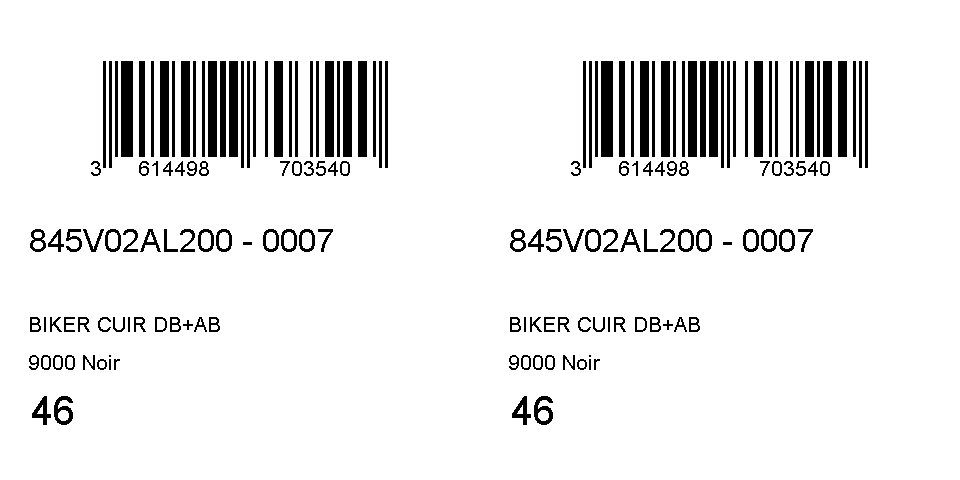 3 614498 703540
845V02AL200 - 0007
BIKER CUIR DB+AB
9000 Noir
46
3 614498 703540
845V02AL200 - 0007
BIKER CUIR DB+AB
9000 Noir
46